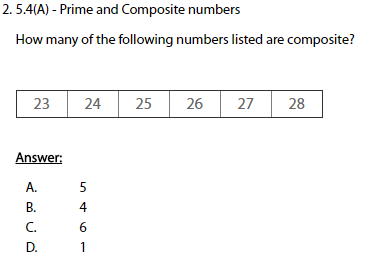 2. 5.4(A) - Prime and Composite numbers
How many of the following numbers listed are composite?
23 24 25 26 27 28
Answer:
A. 5
B. 4
C. 6
D. 1